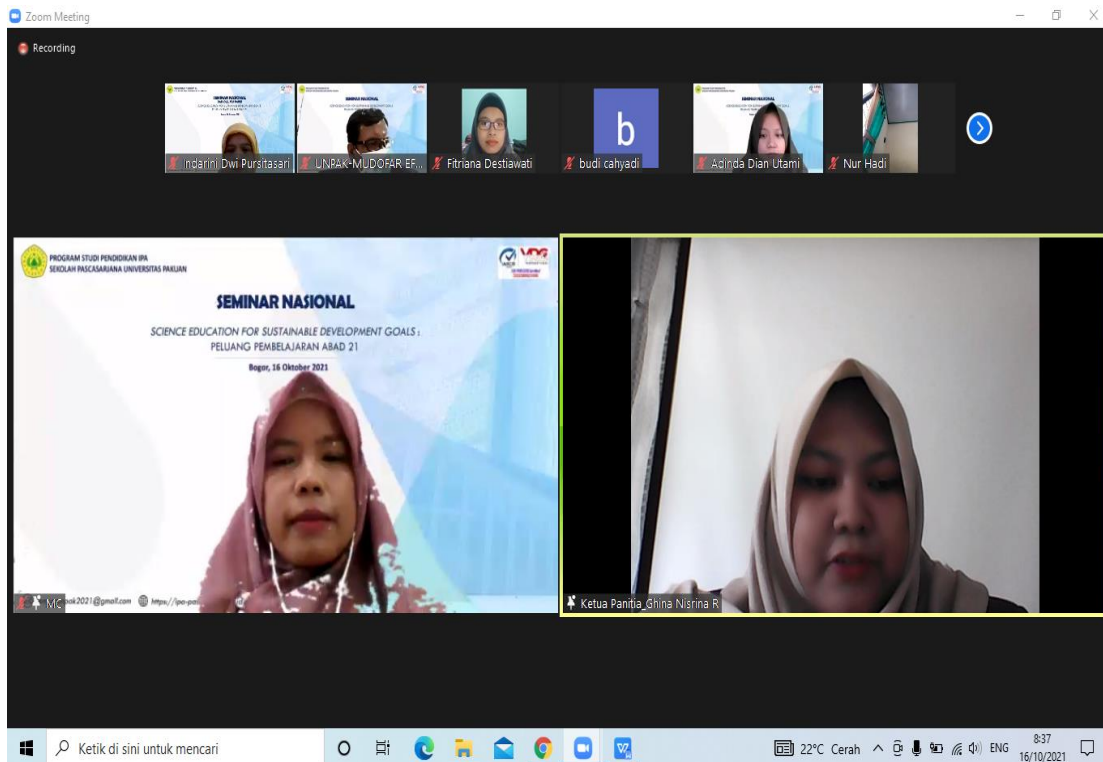 Zoom Meeting
Recording
Indarini Dwi Pursitasari
UNPAK-MUDOFAR EF...
Fitriana Destiawati
b
budi cahyadi
Adinda Dian Utami
Nur Hadi
PROGRAM STUDI PENDIDIKAN IPA
SEKOLAH PASCASARJANA UNIVERSITAS PAKUAN
SEMINAR NASIONAL
SCIENCE EDUCATION FOR SUSTAINABLE DEVELOPMENT GOALS :
PELUANG PEMBELAJARAN ABAD 21
Bogor, 16 Oktober 2021
MC
Ketua Panitia_Ghina Nisrina R
Ketik di sini untuk mencari
22°C Cerah
ENG
8:37
16/10/2021